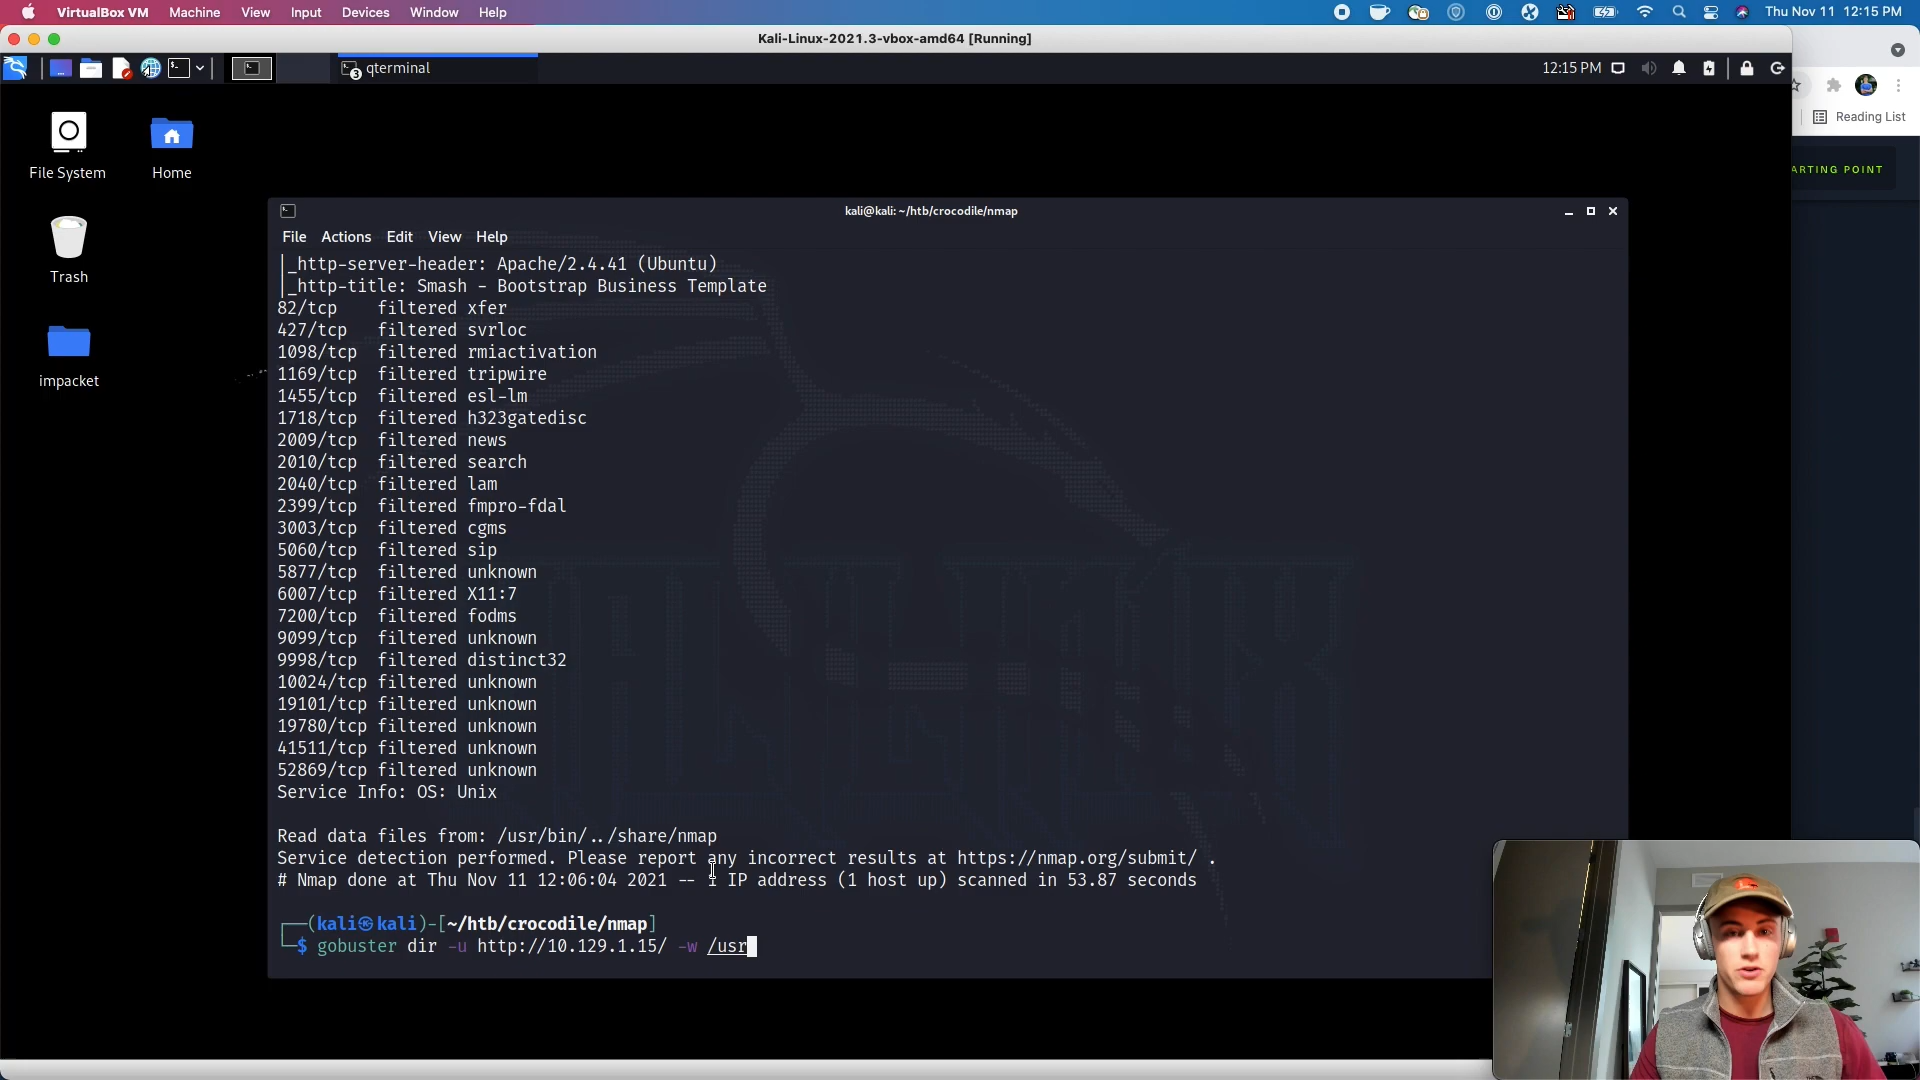 VirtualBox VM Machine View Input Devices Window Help Thu Nov 11 12:15 PM
Kali-Linux-2021.3-vbox-amd64 [Running]
3 qterminal 12:15 PM
Reading List
ARTING POINT
File System
Home
Trash
impacket
kali@kali: ~/htb/crocodile/nmap
File Actions Edit View Help
|_http-server-header: Apache/2.4.41 (Ubuntu)
|_http-title: Smash - Bootstrap Business Template
82/tcp filtered xfer
427/tcp filtered svrloc
1098/tcp filtered rmiactivation
1169/tcp filtered tripwire
1455/tcp filtered esl-lm
1718/tcp filtered h323gatedisc
2009/tcp filtered news
2010/tcp filtered search
2040/tcp filtered lam
2399/tcp filtered fmpro-fdal
3003/tcp filtered cgms
5060/tcp filtered sip
5877/tcp filtered unknown
6007/tcp filtered X11:7
7200/tcp filtered fodms
9099/tcp filtered unknown
9998/tcp filtered distinct32
10024/tcp filtered unknown
19101/tcp filtered unknown
19780/tcp filtered unknown
41511/tcp filtered unknown
52869/tcp filtered unknown
Service Info: OS: Unix
Read data files from: /usr/bin/../share/nmap
Service detection performed. Please report any incorrect results at https://nmap.org/submit/ .
# Nmap done at Thu Nov 11 12:06:04 2021 -- 1 IP address (1 host up) scanned in 53.87 seconds
┌──(kali㉿kali)-[~/htb/crocodile/nmap]
└─$ gobuster dir -u http://10.129.1.15/ -w /usr